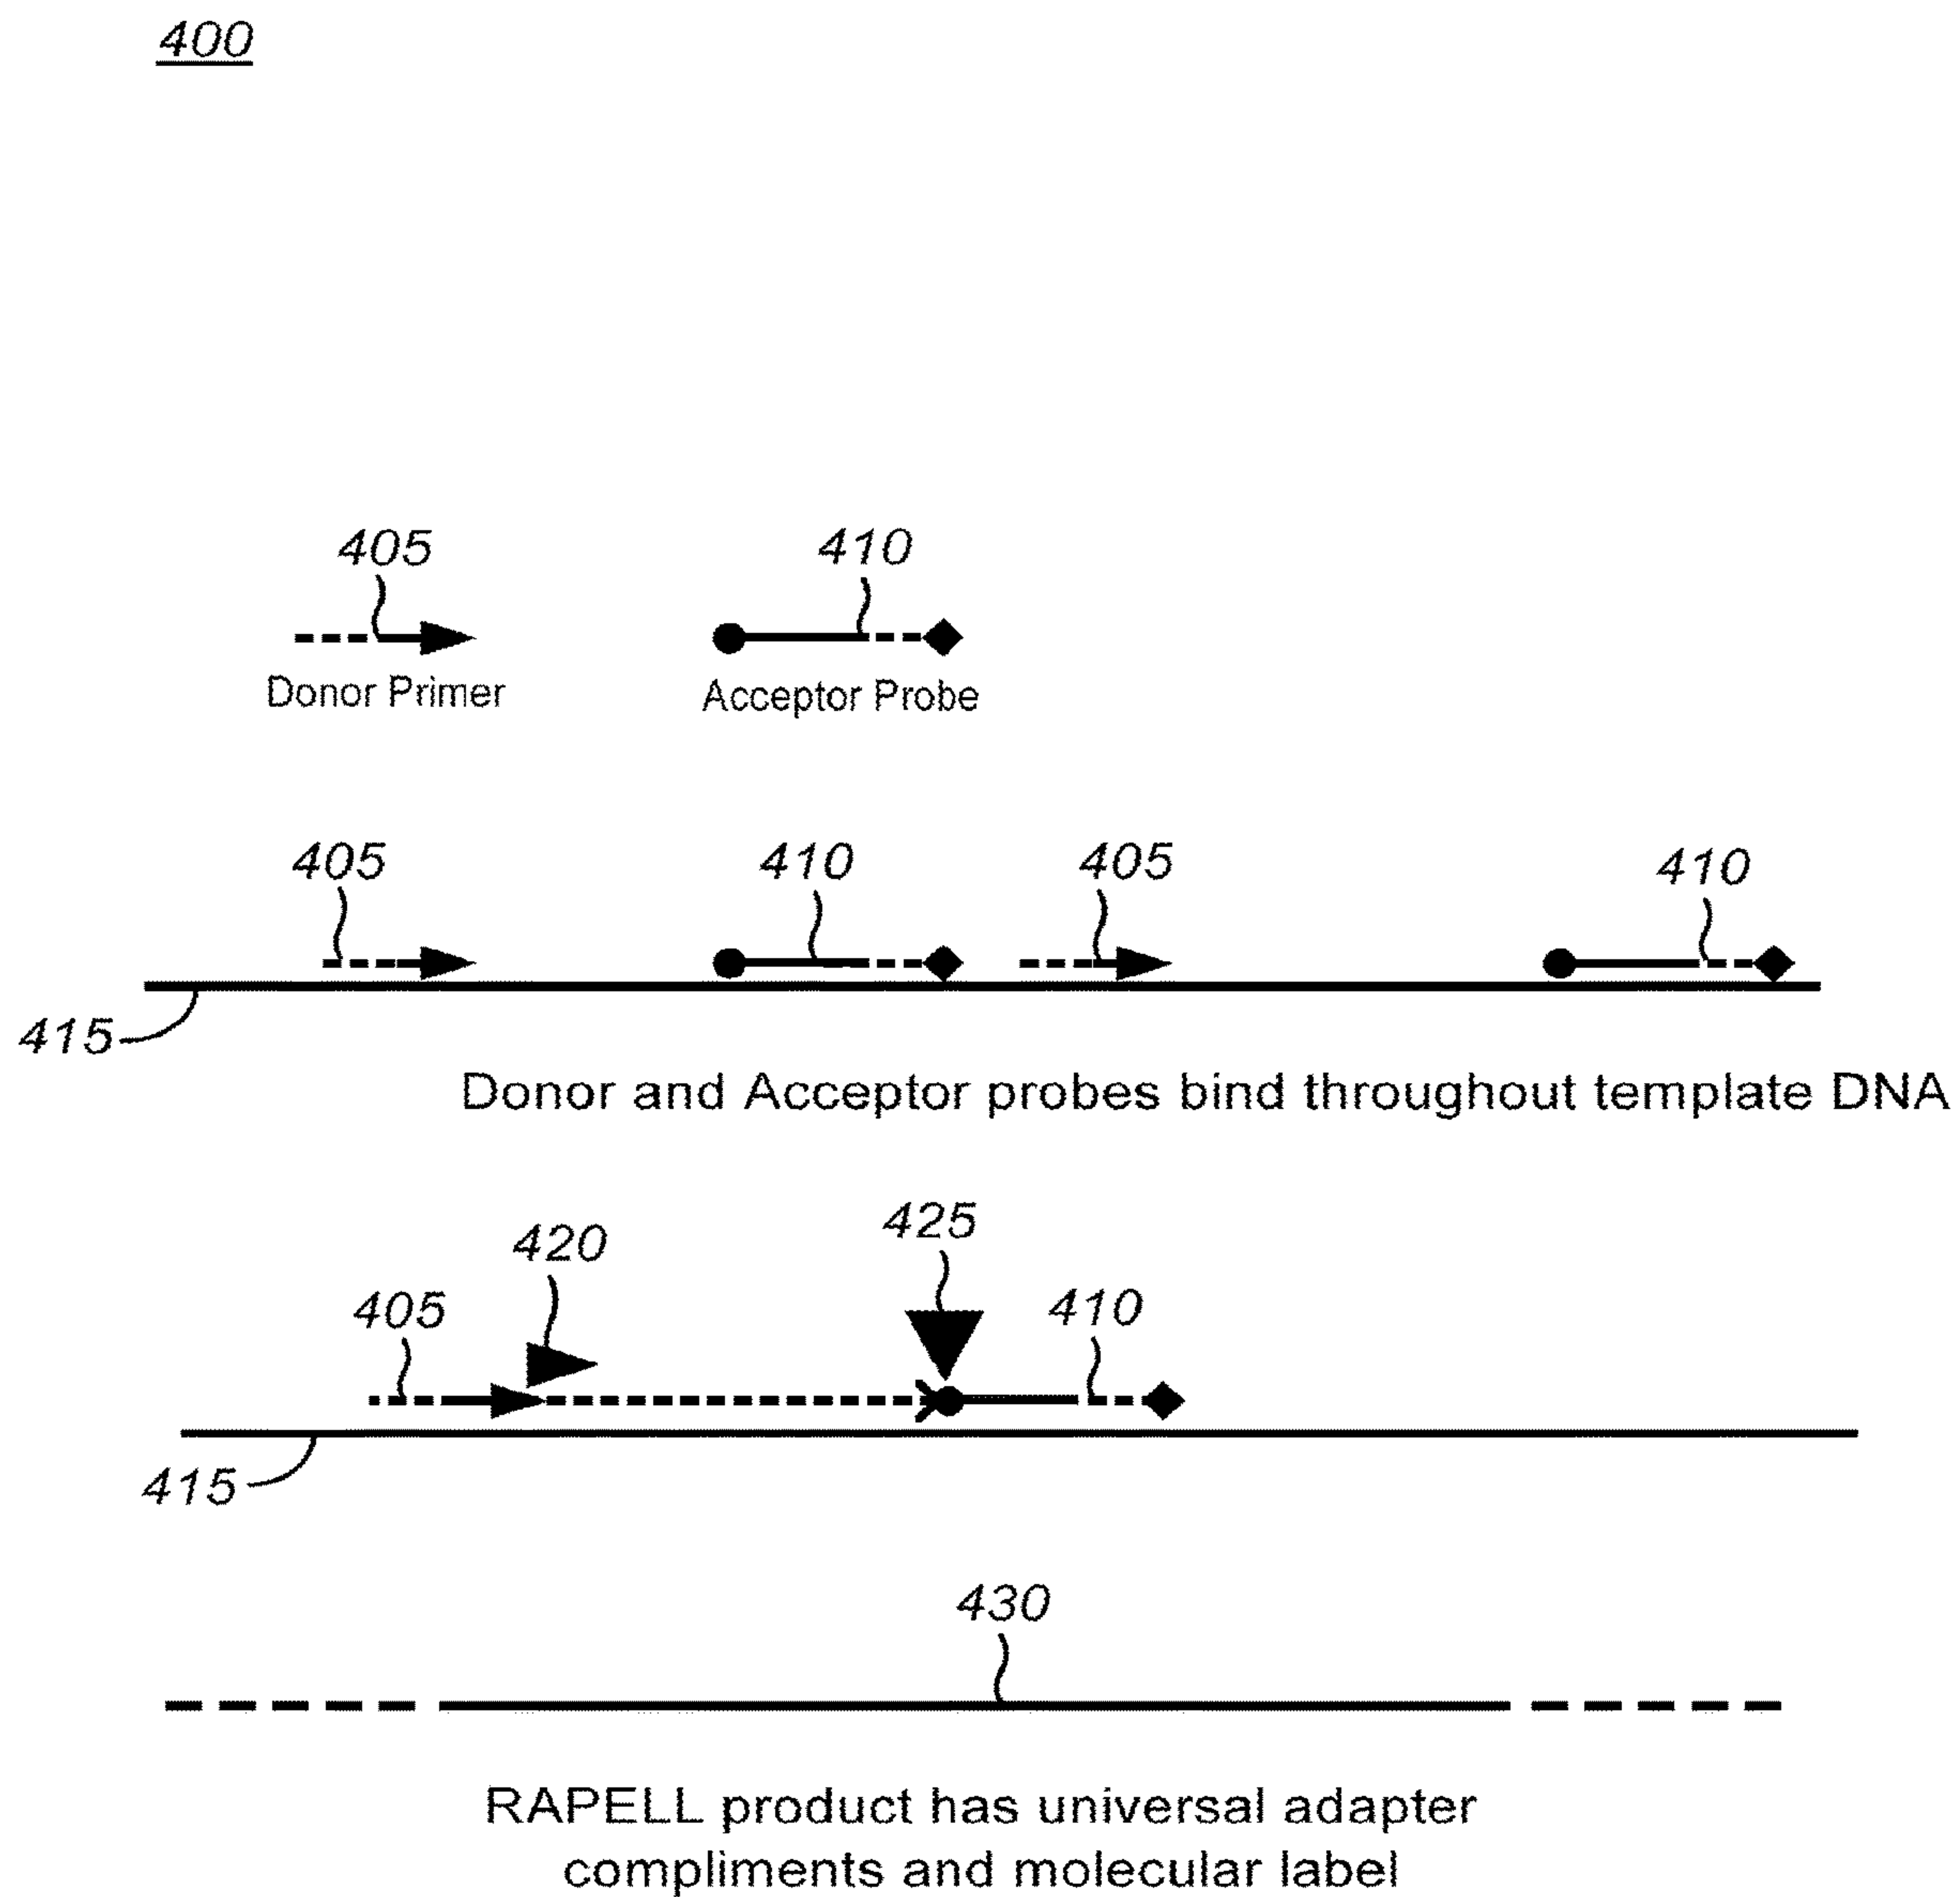 400
405 410
Donor Primer Acceptor Probe
405 410 405 410
415
Donor and Acceptor probes bind throughout template DNA
425
420
405 410
415
430
RAPELL product has universal adapter
compliments and molecular label